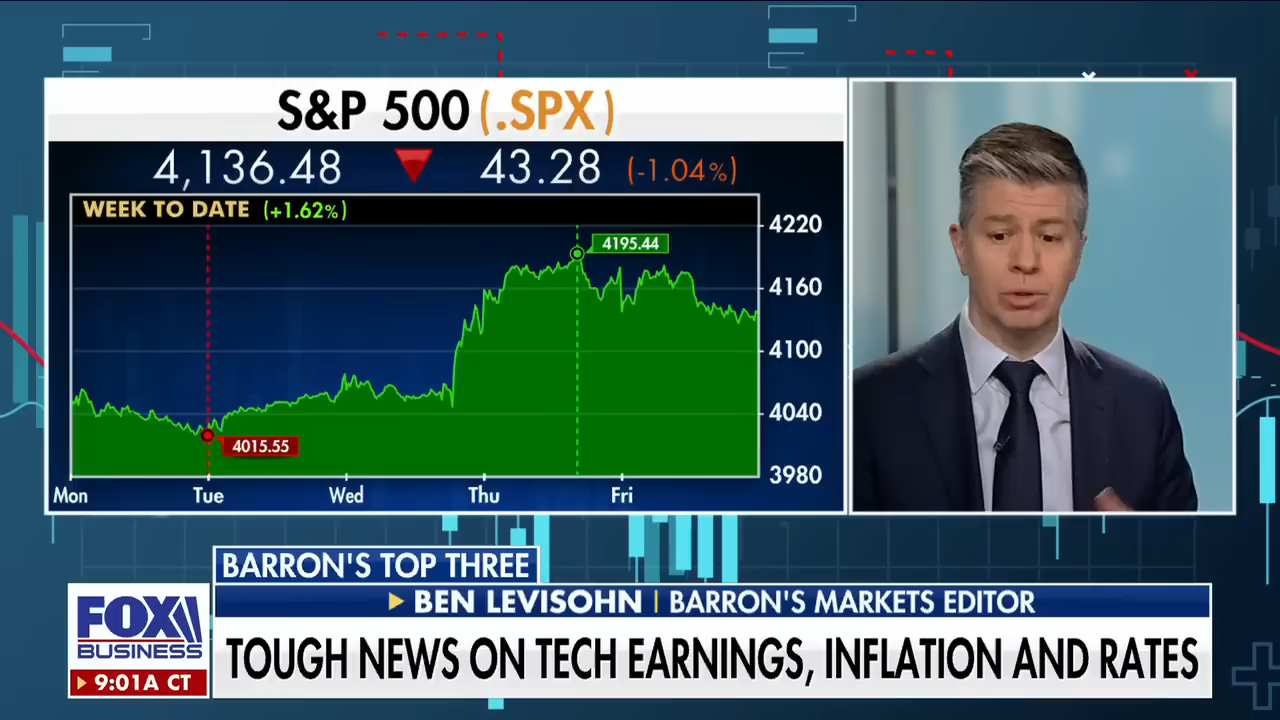 S&P 500 (.SPX)
4,136.48 ▼ 43.28 (-1.04%)
WEEK TO DATE (+1.62%)
4220
4195.44
4160
4100
4040
4015.55
3980
Mon Tue Wed Thu Fri
BARRON'S TOP THREE
BEN LEVISOHN | BARRON'S MARKETS EDITOR
TOUGH NEWS ON TECH EARNINGS, INFLATION AND RATES
FOX
BUSINESS
9:01A CT